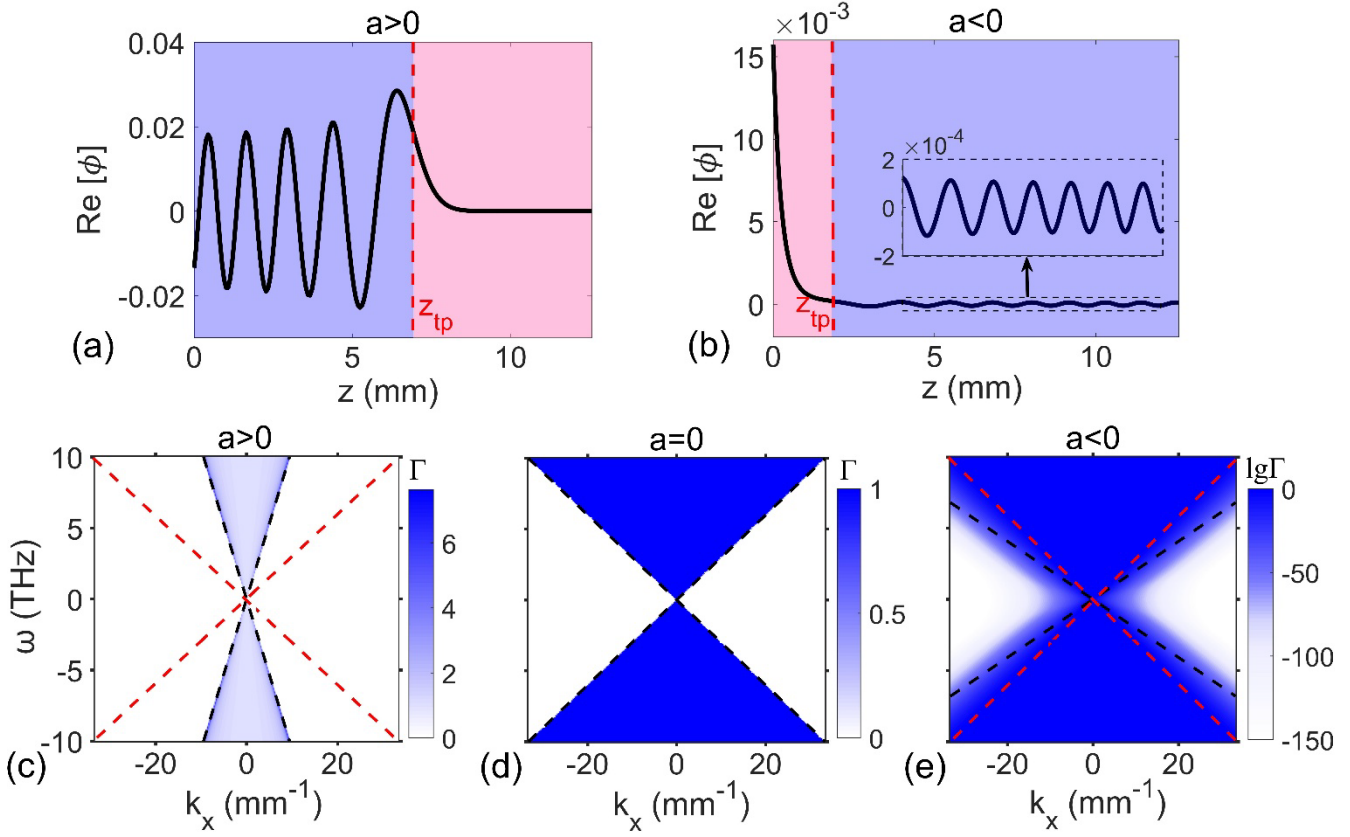 a>0
0.04
0.02
0
-0.02
Re [ϕ]
z_tp
0
5
10
z (mm)
(a)
a<0
×10⁻³
15
10
5
0
Re [ϕ]
×10⁻⁴
2
0
-2
z_tp
0
5
10
z (mm)
(b)
a>0
10
5
0
-5
-10
ω (THz)
-20
0
20
k_x (mm⁻¹)
Γ
6
4
2
0
(c)
a=0
-20
0
20
k_x (mm⁻¹)
Γ
1
0.5
0
(d)
a<0
-20
0
20
k_x (mm⁻¹)
lgΓ
0
-50
-100
-150
(e)